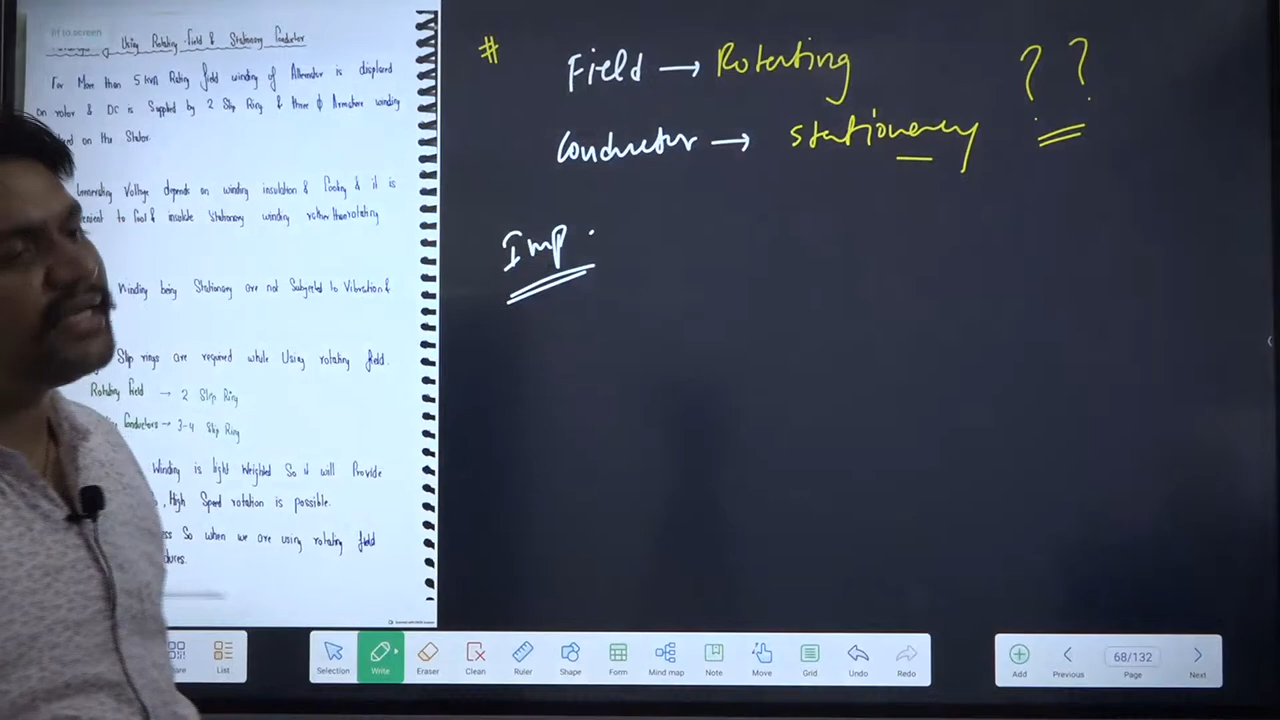 fit to screen
Using Rotating Field & Stationary Conductor
For More than 5 KVA Rating field winding of Alternator is displaced
on rotor & DC is Supplied by 2 Slip Ring & three ϕ Armature winding
on the Stator.
Generating Voltage depends on winding insulation & Cooling & it is
to Cool & insulate Stationary winding rather than rotating
Winding being Stationary are not Subjected to Vibration &
Slip rings are required while Using rotating field.
Rotating Field → 2 Slip Ring
Conductors → 3-4 Slip Ring
Winding is light Weighted So it will Provide
, High Speed rotation is possible.
So when we are using rotating field
# Field → Rotating ? ?
Conductor → stationary
Imp.
List
Selection
Write
Eraser
Clean
Ruler
Shape
Form
Mind map
Note
Move
Grid
Undo
Redo
Add
Previous
68/132
Page
Next